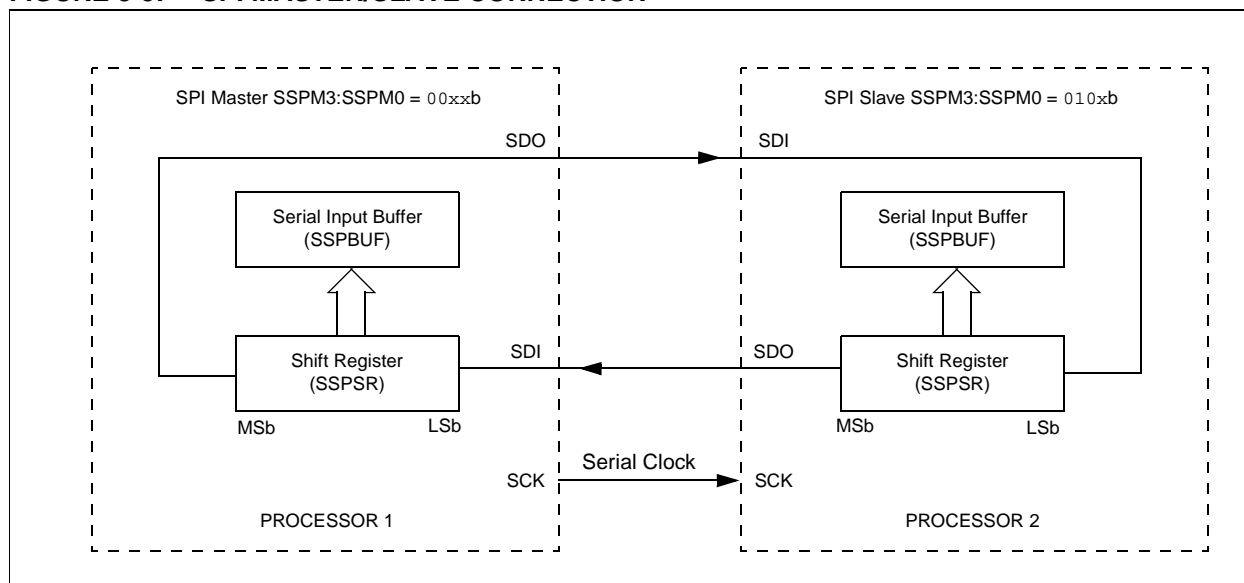 SPI Master SSPM3:SSPM0 = 00xxb
SPI Slave SSPM3:SSPM0 = 010xb
SDO
SDI
Serial Input Buffer
(SSPBUF)
Serial Input Buffer
(SSPBUF)
Shift Register
(SSPSR)
SDI
SDO
Shift Register
(SSPSR)
MSb
LSb
MSb
LSb
Serial Clock
SCK
SCK
PROCESSOR 1
PROCESSOR 2